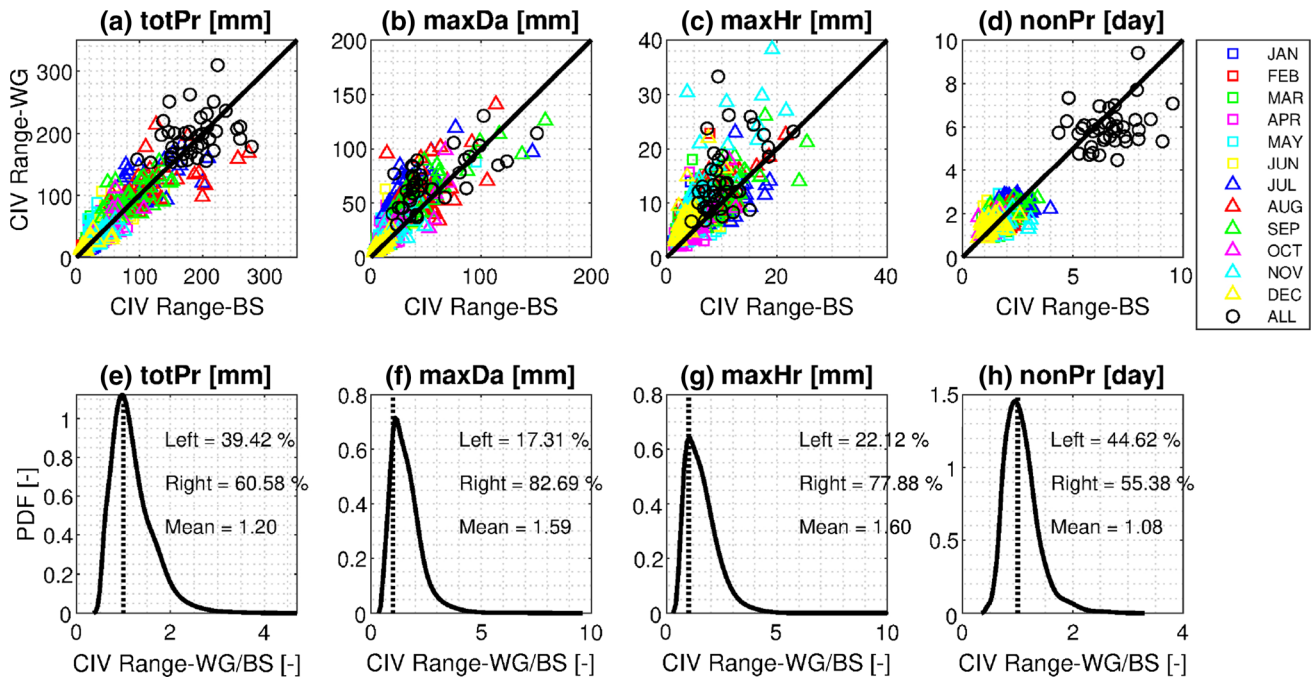 (a) totPr [mm]
(b) maxDa [mm]
(c) maxHr [mm]
(d) nonPr [day]
CIV Range-WG
300
200
100
0
0 100 200 300
CIV Range-BS
200
150
100
50
0
0 100 200
CIV Range-BS
40
30
20
10
0
0 20 40
CIV Range-BS
10
8
6
4
2
0
0 5 10
CIV Range-BS
JAN
FEB
MAR
APR
MAY
JUN
JUL
AUG
SEP
OCT
NOV
DEC
ALL
(e) totPr [mm]
PDF [-]
1
0.8
0.6
0.4
0.2
0
Left = 39.42 %
Right = 60.58 %
Mean = 1.20
0 2 4
CIV Range-WG/BS [-]
(f) maxDa [mm]
0.8
0.6
0.4
0.2
0
Left = 17.31 %
Right = 82.69 %
Mean = 1.59
0 5 10
CIV Range-WG/BS [-]
(g) maxHr [mm]
0.8
0.6
0.4
0.2
0
Left = 22.12 %
Right = 77.88 %
Mean = 1.60
0 5 10
CIV Range-WG/BS [-]
(h) nonPr [day]
1.5
1
0.5
0
Left = 44.62 %
Right = 55.38 %
Mean = 1.08
0 2 4
CIV Range-WG/BS [-]